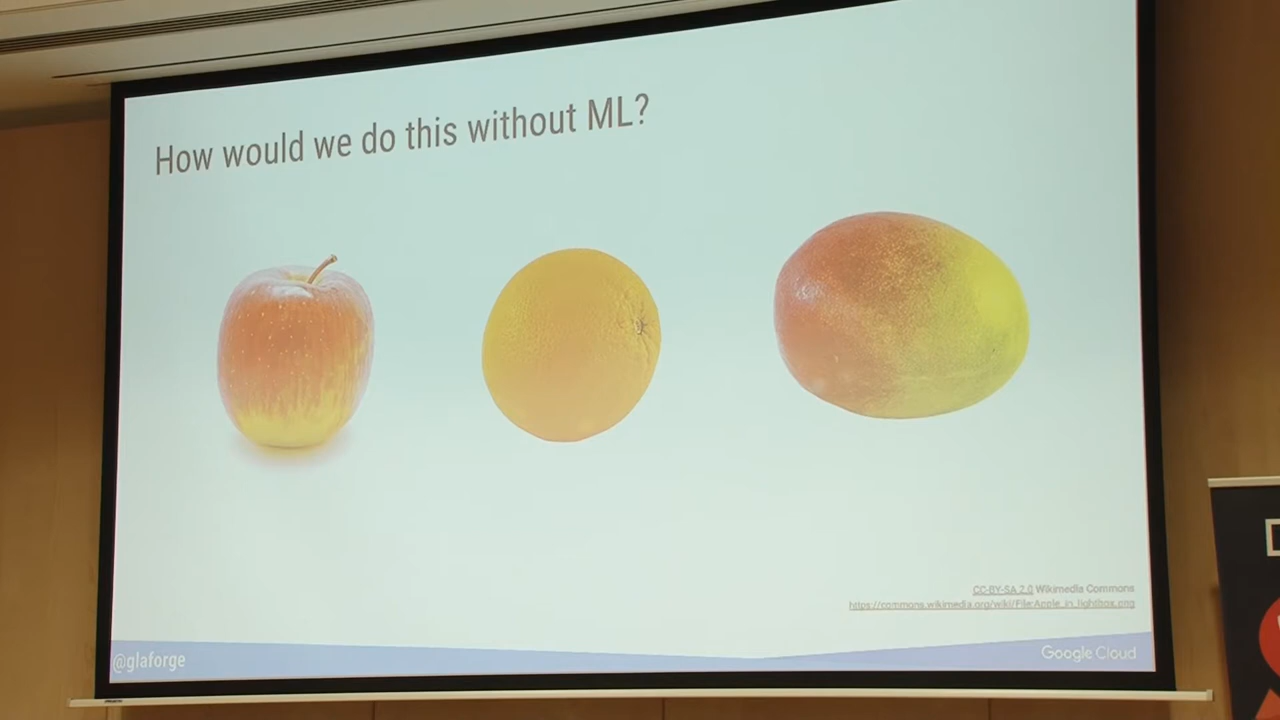 How would we do this without ML?
CC-BY-SA 2.0 Wikimedia Commons
https://commons.wikimedia.org/wiki/File:Apple_in_lightbox.png
@glaforge
Google Cloud